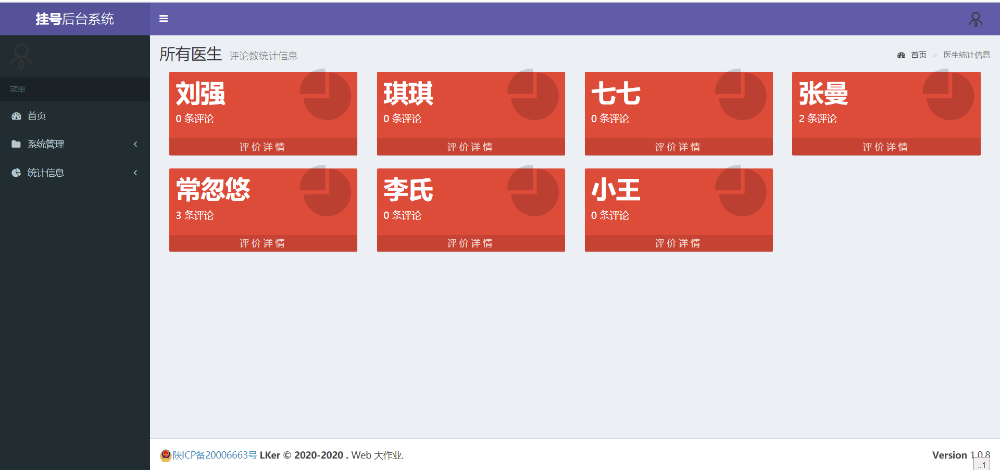 挂号后台系统
所有医生 评论数统计信息
首页 > 医生统计信息
菜单
首页
系统管理
统计信息
刘强
0 条评论
评价详情
琪琪
0 条评论
评价详情
七七
0 条评论
评价详情
张曼
2 条评论
评价详情
常忽悠
3 条评论
评价详情
李氏
0 条评论
评价详情
小王
0 条评论
评价详情
陕ICP备20006663号 LKer © 2020-2020 . Web 大作业.
Version 1.0.8
::1